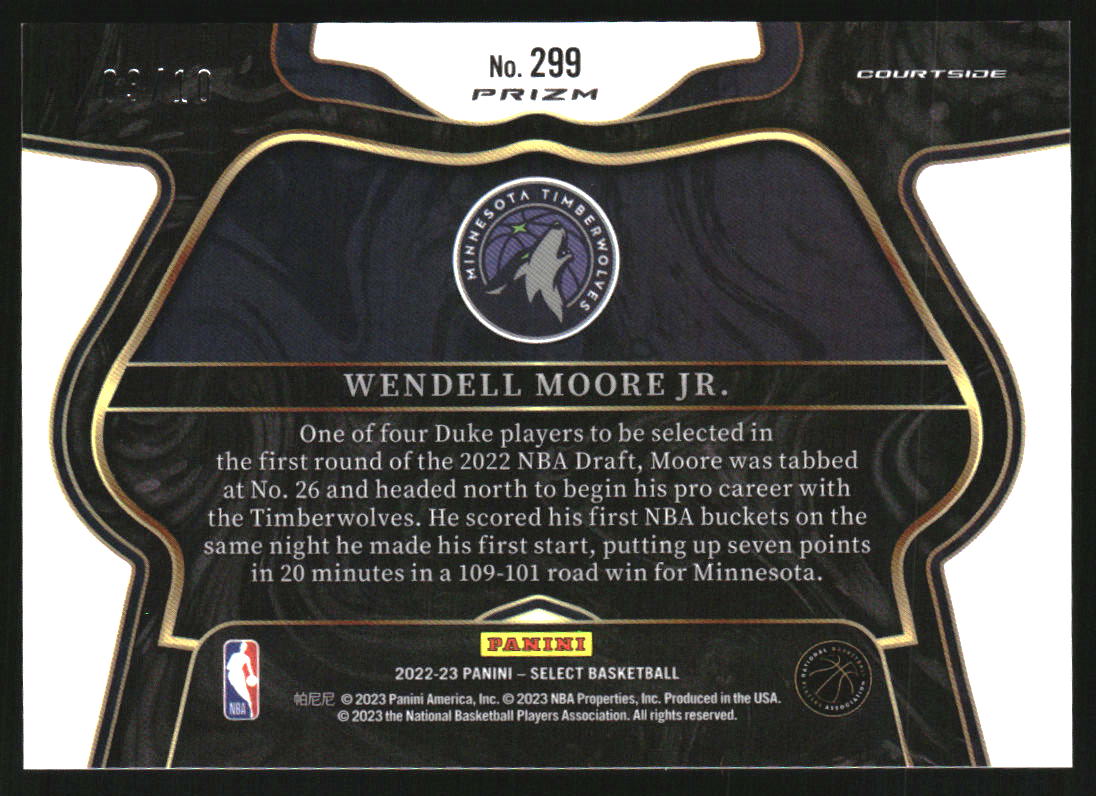 No. 299
PRIZM
COURTSIDE
MINNESOTA TIMBERWOLVES
WENDELL MOORE JR.
One of four Duke players to be selected in
the first round of the 2022 NBA Draft, Moore was tabbed
at No. 26 and headed north to begin his pro career with
the Timberwolves. He scored his first NBA buckets on the
same night he made his first start, putting up seven points
in 20 minutes in a 109-101 road win for Minnesota.
PANINI
2022-23 PANINI – SELECT BASKETBALL
帕尼尼 © 2023 Panini America, Inc. © 2023 NBA Properties, Inc. Produced in the USA.
© 2023 the National Basketball Players Association. All rights reserved.
NBA
NATIONAL BASKETBALL PLAYERS ASSOCIATION